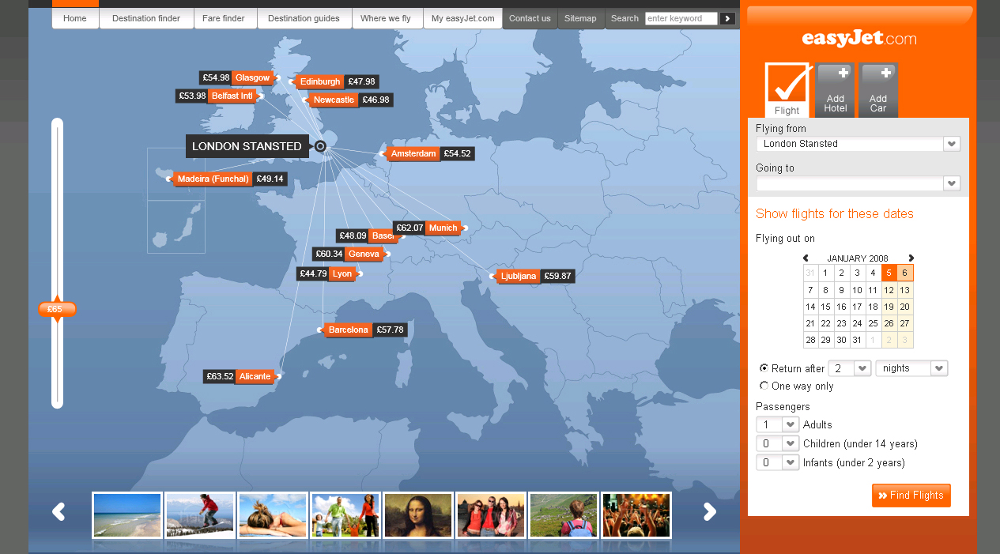 Home
Destination finder
Fare finder
Destination guides
Where we fly
My easyJet.com
Contact us
Sitemap
Search
enter keyword
£54.98 Glasgow
Edinburgh £47.98
£53.98 Belfast Intl
Newcastle £46.98
LONDON STANSTED
Amsterdam £54.52
Madeira (Funchal) £49.14
£62.07 Munich
£48.09 Basel
£60.34 Geneva
£44.79 Lyon
Ljubljana £59.87
£65
Barcelona £57.78
£63.52 Alicante
easyJet.com
Flight
Add
Hotel
Add
Car
Flying from
London Stansted
Going to
Show flights for these dates
Flying out on
JANUARY 2008
31 1 2 3 4 5 6
7 8 9 10 11 12 13
14 15 16 17 18 19 20
21 22 23 24 25 26 27
28 29 30 31 1 2 3
Return after 2 nights
One way only
Passengers
1 Adults
0 Children (under 14 years)
0 Infants (under 2 years)
Find Flights